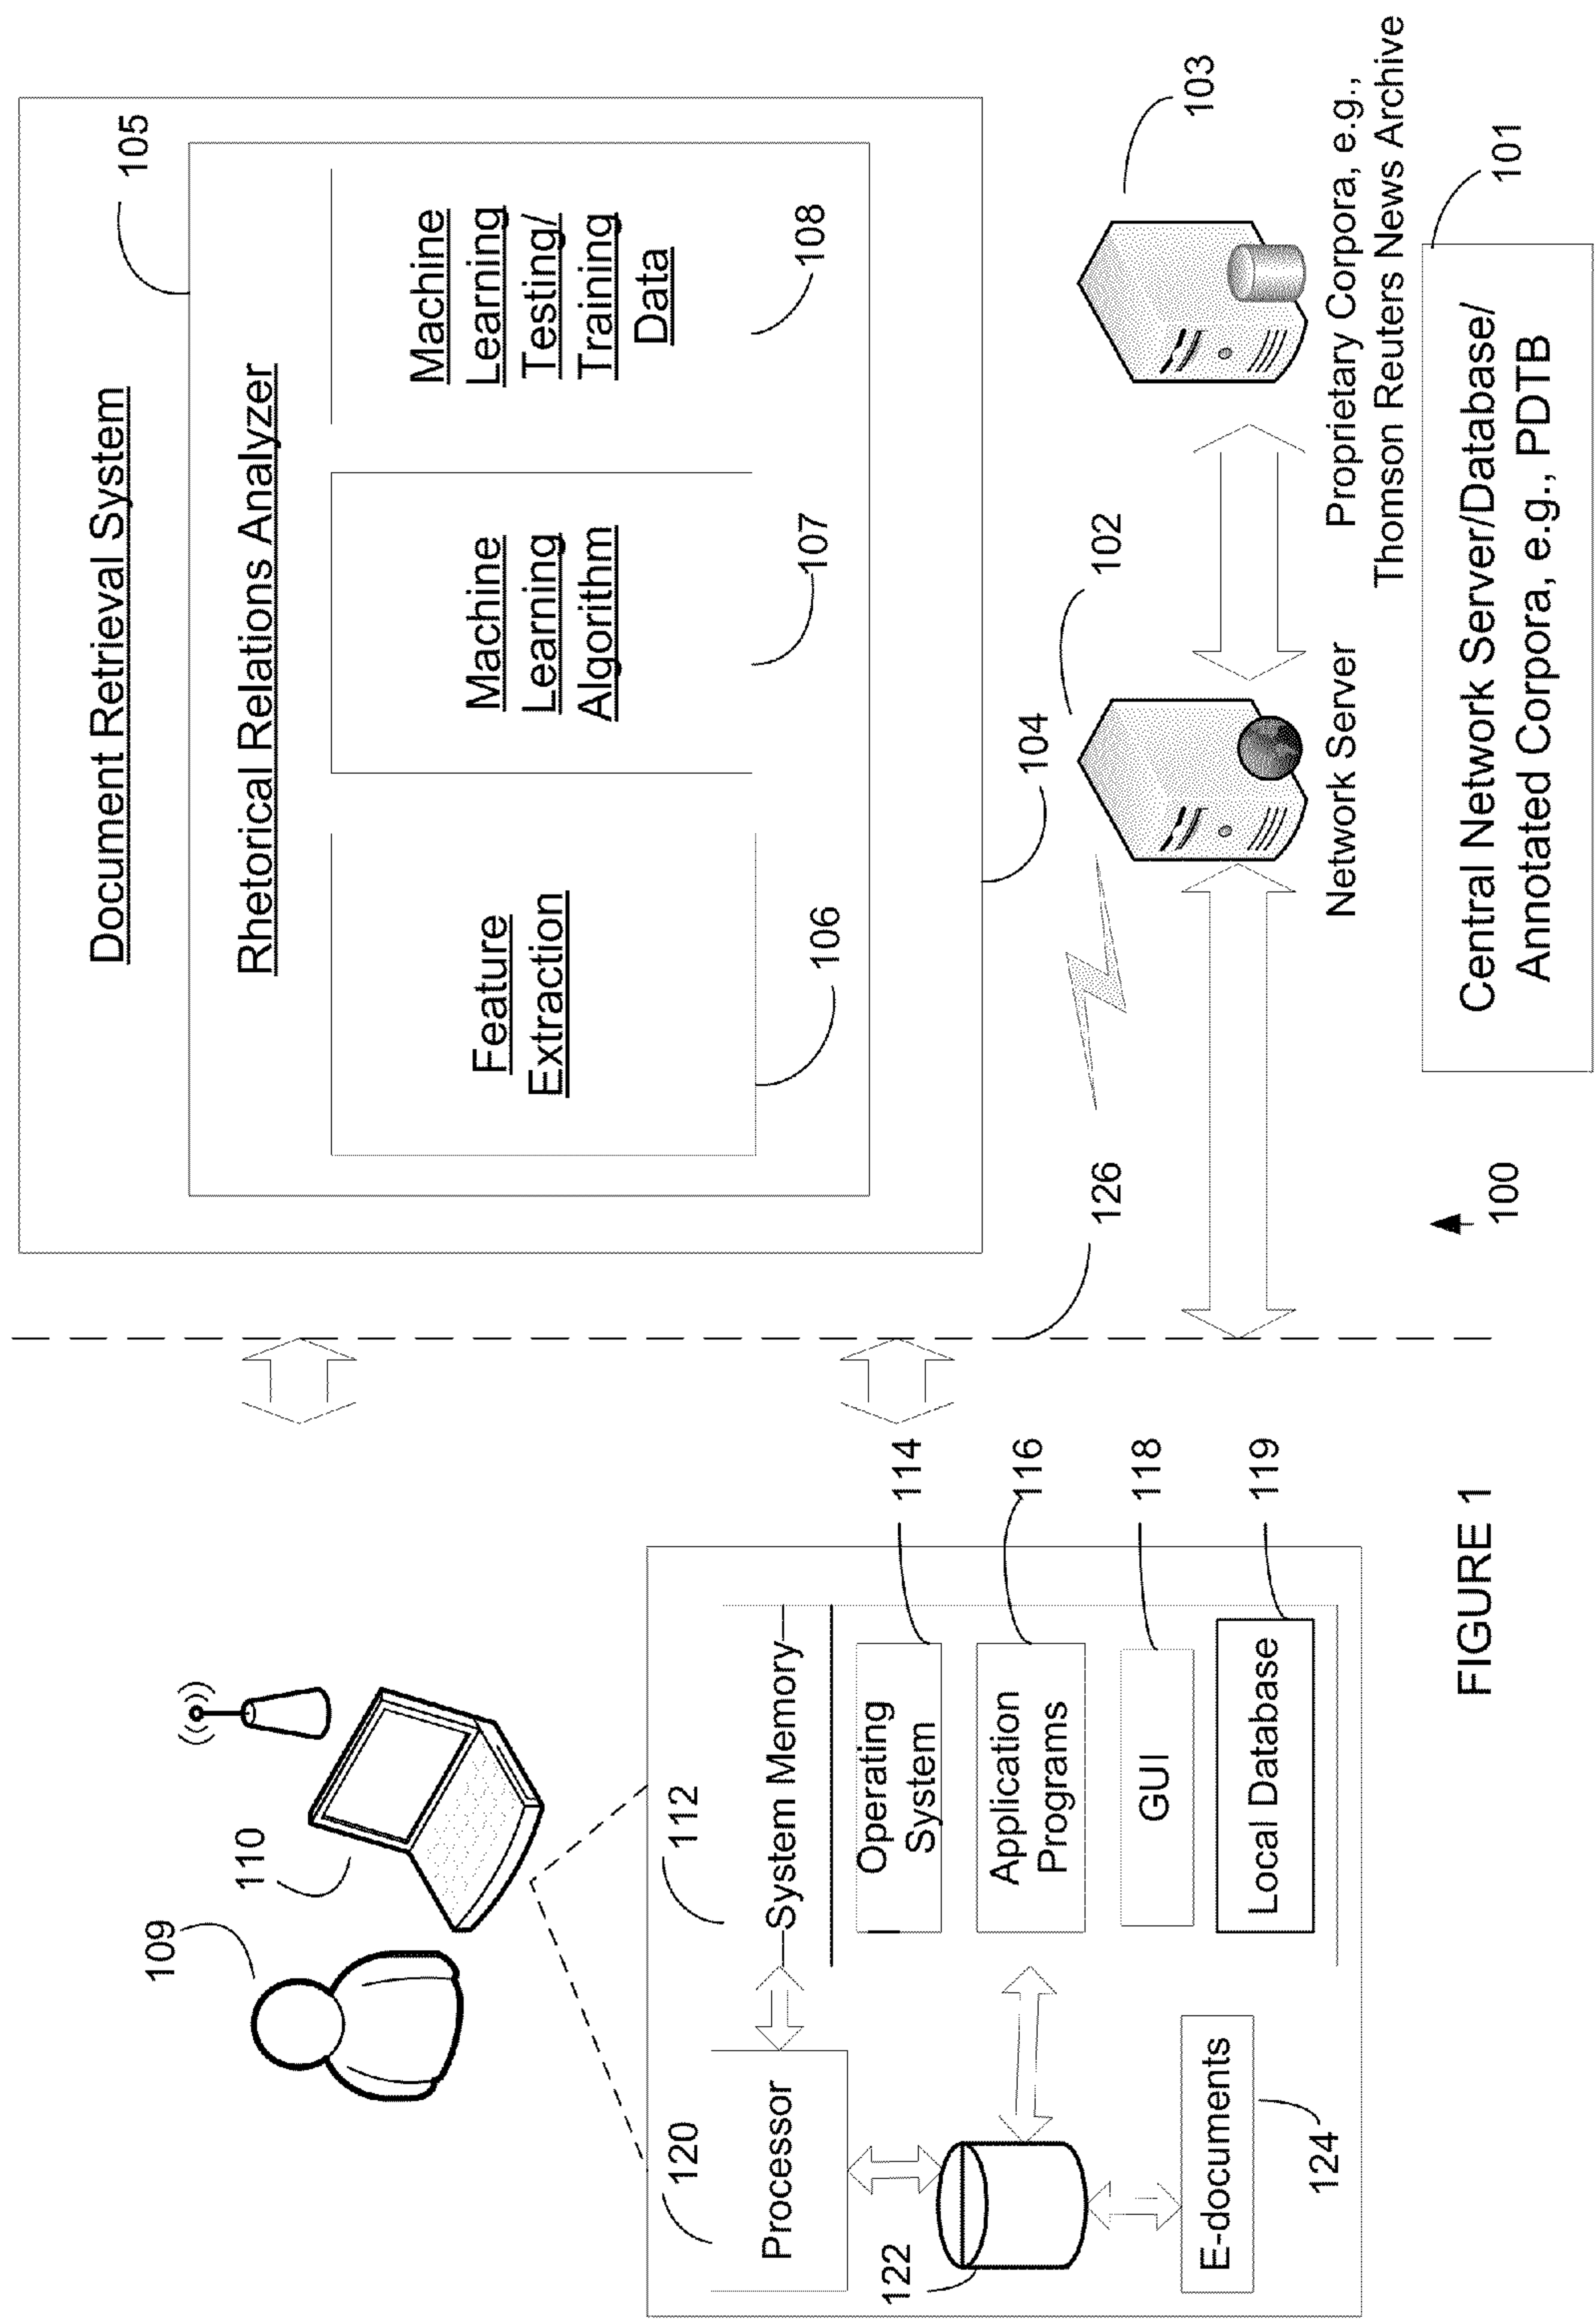 Document Retrieval System
105
Rhetorical Relations Analyzer
Feature
Extraction
106
Machine
Learning
Algorithm
107
Machine
Learning
Testing/
Training
Data
108
104
102
Network Server
103
Proprietary Corpora, e.g.,
Thomson Reuters News Archive
101
Central Network Server/Database/
Annotated Corpora, e.g., PDTB
126
100
109
110
120
Processor
112
System Memory
Operating
System
114
Application
Programs
116
GUI
118
Local Database
119
122
E-documents
124
FIGURE 1